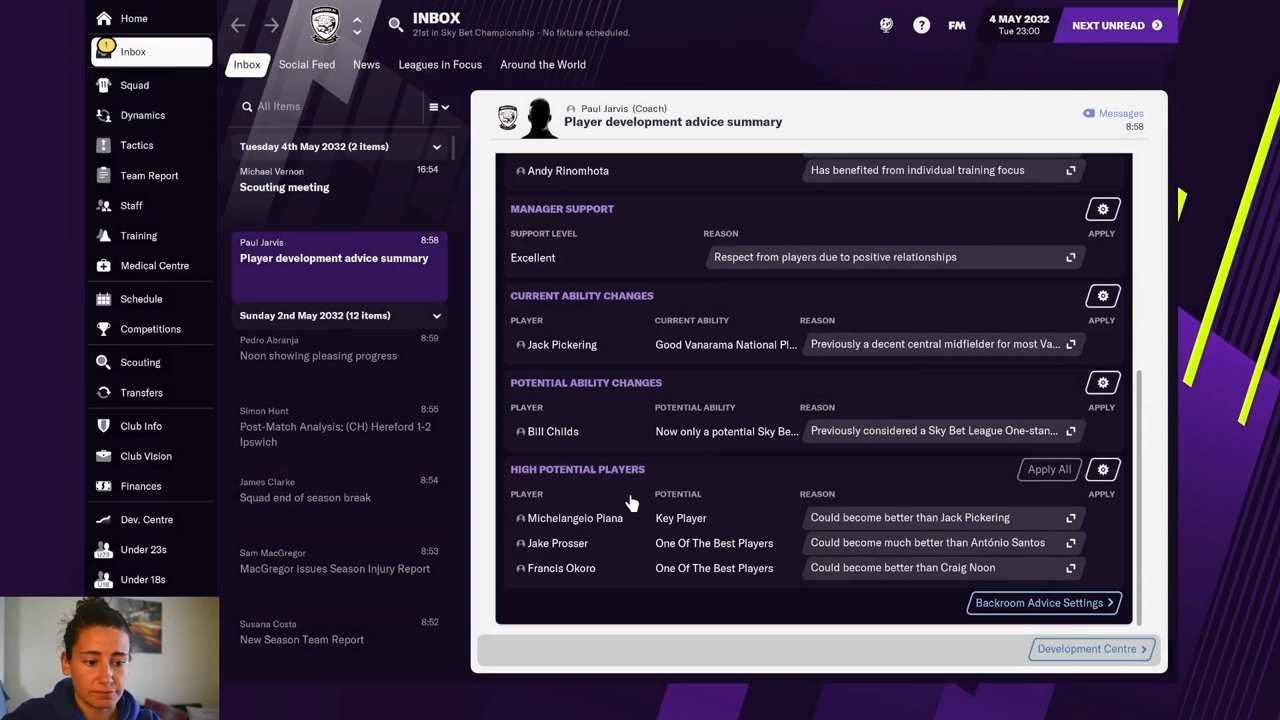 Home
INBOX
21st in Sky Bet Championship - No fixture scheduled.
FM
4 MAY 2032
Tue 23:00
NEXT UNREAD
1
Inbox
Squad
Dynamics
Tactics
Team Report
Staff
Training
Medical Centre
Schedule
Competitions
Scouting
Transfers
Club Info
Club Vision
Finances
Dev. Centre
U23
Under 23s
U18
Under 18s
Inbox
Social Feed
News
Leagues in Focus
Around the World
All Items
Tuesday 4th May 2032 (2 items)
Michael Vernon
16:54
Scouting meeting
Paul Jarvis
8:58
Player development advice summary
Sunday 2nd May 2032 (12 items)
Pedro Abranja
8:59
Noon showing pleasing progress
Simon Hunt
8:55
Post-Match Analysis: (CH) Hereford 1-2
Ipswich
James Clarke
8:54
Squad end of season break
Sam MacGregor
8:53
MacGregor issues Season Injury Report
Susana Costa
8:52
New Season Team Report
Paul Jarvis (Coach)
Player development advice summary
Messages
8:58
Andy Rinomhota
Has benefited from individual training focus
MANAGER SUPPORT
SUPPORT LEVEL
REASON
APPLY
Excellent
Respect from players due to positive relationships
CURRENT ABILITY CHANGES
PLAYER
CURRENT ABILITY
REASON
APPLY
Jack Pickering
Good Vanarama National Pl...
Previously a decent central midfielder for most Va...
POTENTIAL ABILITY CHANGES
PLAYER
POTENTIAL ABILITY
REASON
APPLY
Bill Childs
Now only a potential Sky Be...
Previously considered a Sky Bet League One-stan...
HIGH POTENTIAL PLAYERS
Apply All
PLAYER
POTENTIAL
REASON
APPLY
Michelangelo Piana
Key Player
Could become better than Jack Pickering
Jake Prosser
One Of The Best Players
Could become much better than António Santos
Francis Okoro
One Of The Best Players
Could become better than Craig Noon
Backroom Advice Settings
Development Centre